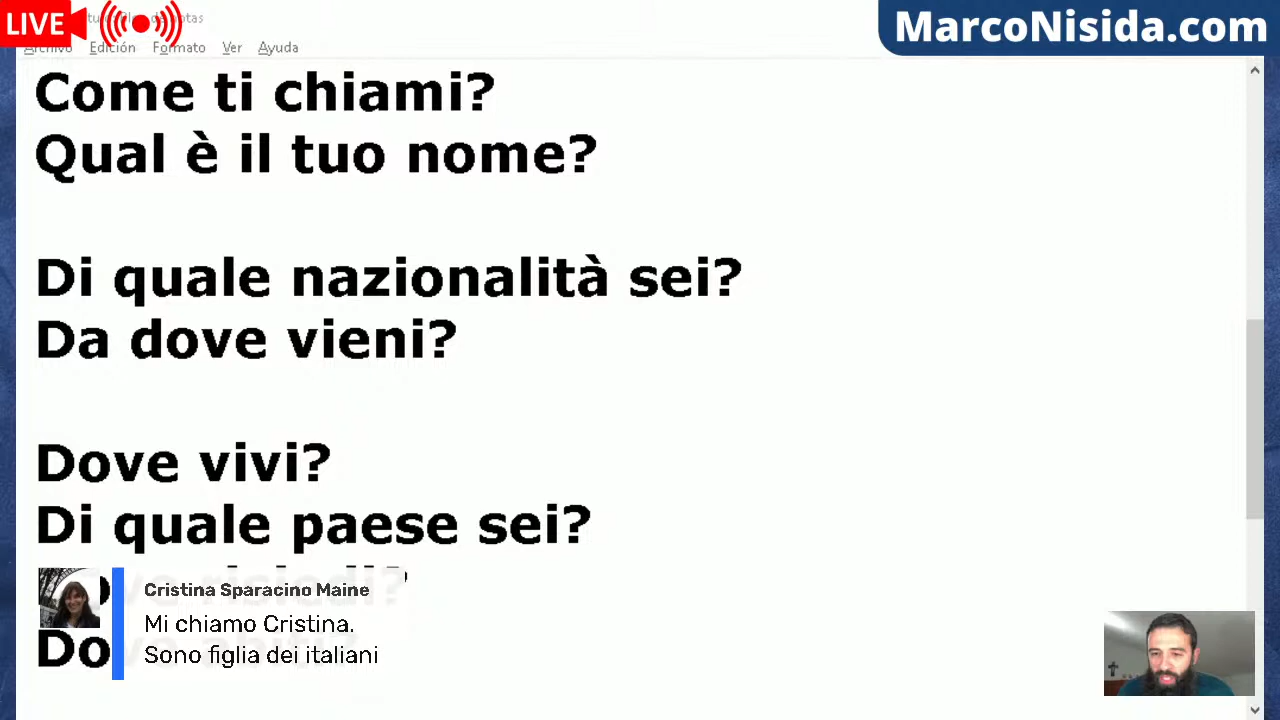 LIVE
MarcoNisida.com
Archivo Edición Formato Ver Ayuda
Come ti chiami?
Qual è il tuo nome?
Di quale nazionalità sei?
Da dove vieni?
Dove vivi?
Di quale paese sei?
Cristina Sparacino Maine
Mi chiamo Cristina.
Sono figlia dei italiani